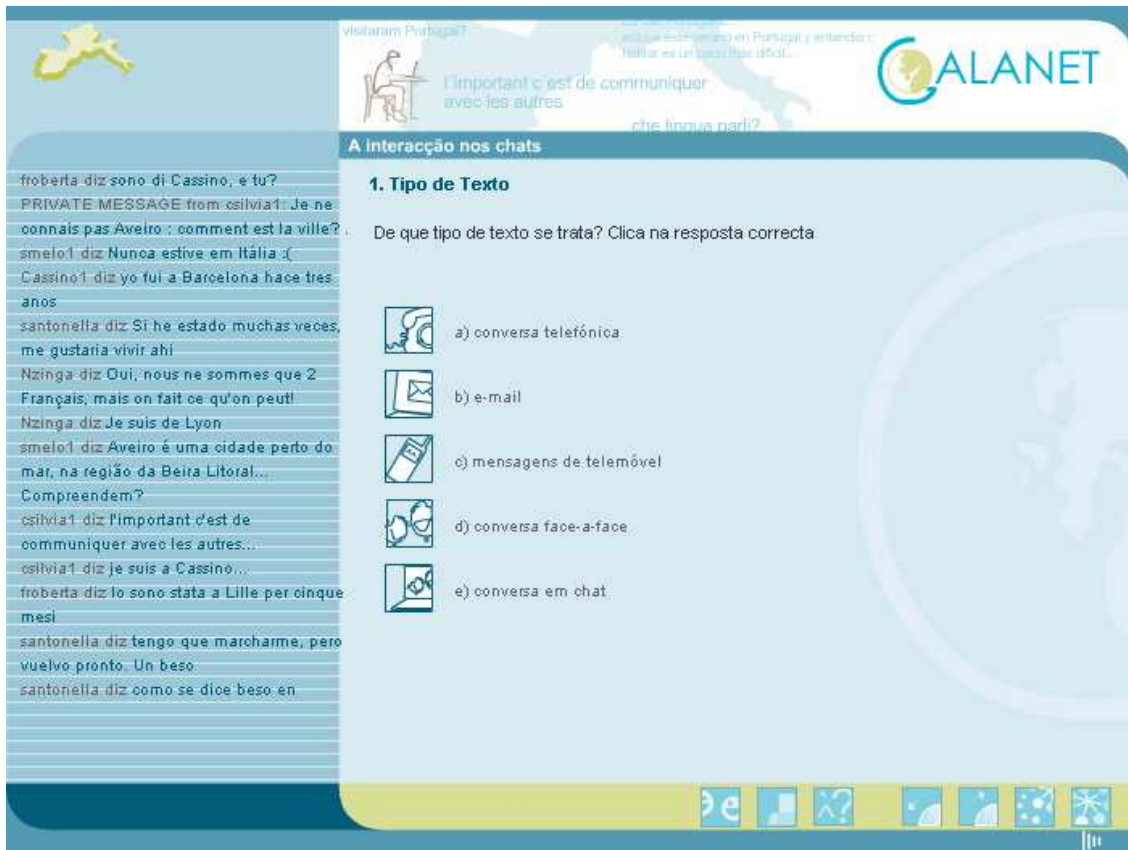 visitaram Portugal?
l'important c'est de communiquer
avec les autres
che lingua parli?
GALANET
A interacção nos chats
froberta diz sono di Cassino, e tu?
PRIVATE MESSAGE from csilvia1: Je ne
connais pas Aveiro : comment est la ville?
smelo1 diz Nunca estive em Itália :(
Cassino1 diz yo fui a Barcelona hace tres
anos
santonella diz Si he estado muchas veces,
me gustaria vivir ahi
Nzinga diz Oui, nous ne sommes que 2
Français, mais on fait ce qu'on peut!
Nzinga diz Je suis de Lyon
smelo1 diz Aveiro é uma cidade perto do
mar, na região da Beira Litoral...
Compreendem?
csilvia1 diz l'important c'est de
communiquer avec les autres...
csilvia1 diz je suis a Cassino...
froberta diz Io sono stata a Lille per cinque
mesi
santonella diz tengo que marcharme, pero
vuelvo pronto. Un beso
santonella diz como se dice beso en
1. Tipo de Texto
De que tipo de texto se trata? Clica na resposta correcta
a) conversa telefónica
b) e-mail
c) mensagens de telemóvel
d) conversa face-a-face
e) conversa em chat